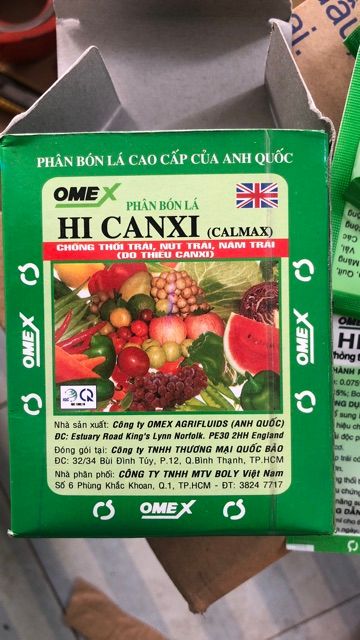 PHÂN BÓN LÁ CAO CẤP CỦA ANH QUỐC
OMEX
PHÂN BÓN LÁ
HI CANXI (CALMAX)
CHỐNG THỐI TRÁI, NỨT TRÁI, NÁM TRÁI
(DO THIẾU CANXI)
OMEX
OMEX
Nhà sản xuất: Công ty OMEX AGRIFLUIDS (ANH QUỐC)
ĐC: Estuary Road King's Lynn Norfolk. PE30 2HH England
Đóng gói tại: Công ty TNHH THƯƠNG MẠI QUỐC BẢO
ĐC: 32/34 Bùi Đình Túy, P.12, Q.Bình Thạnh, TP.HCM
Nhà phân phối: CÔNG TY TNHH MTV BOLY Việt Nam
Số 6 Phùng Khắc Khoan, Q.1, TP.HCM - ĐT: 3824 7717
OMEX
OME
HI